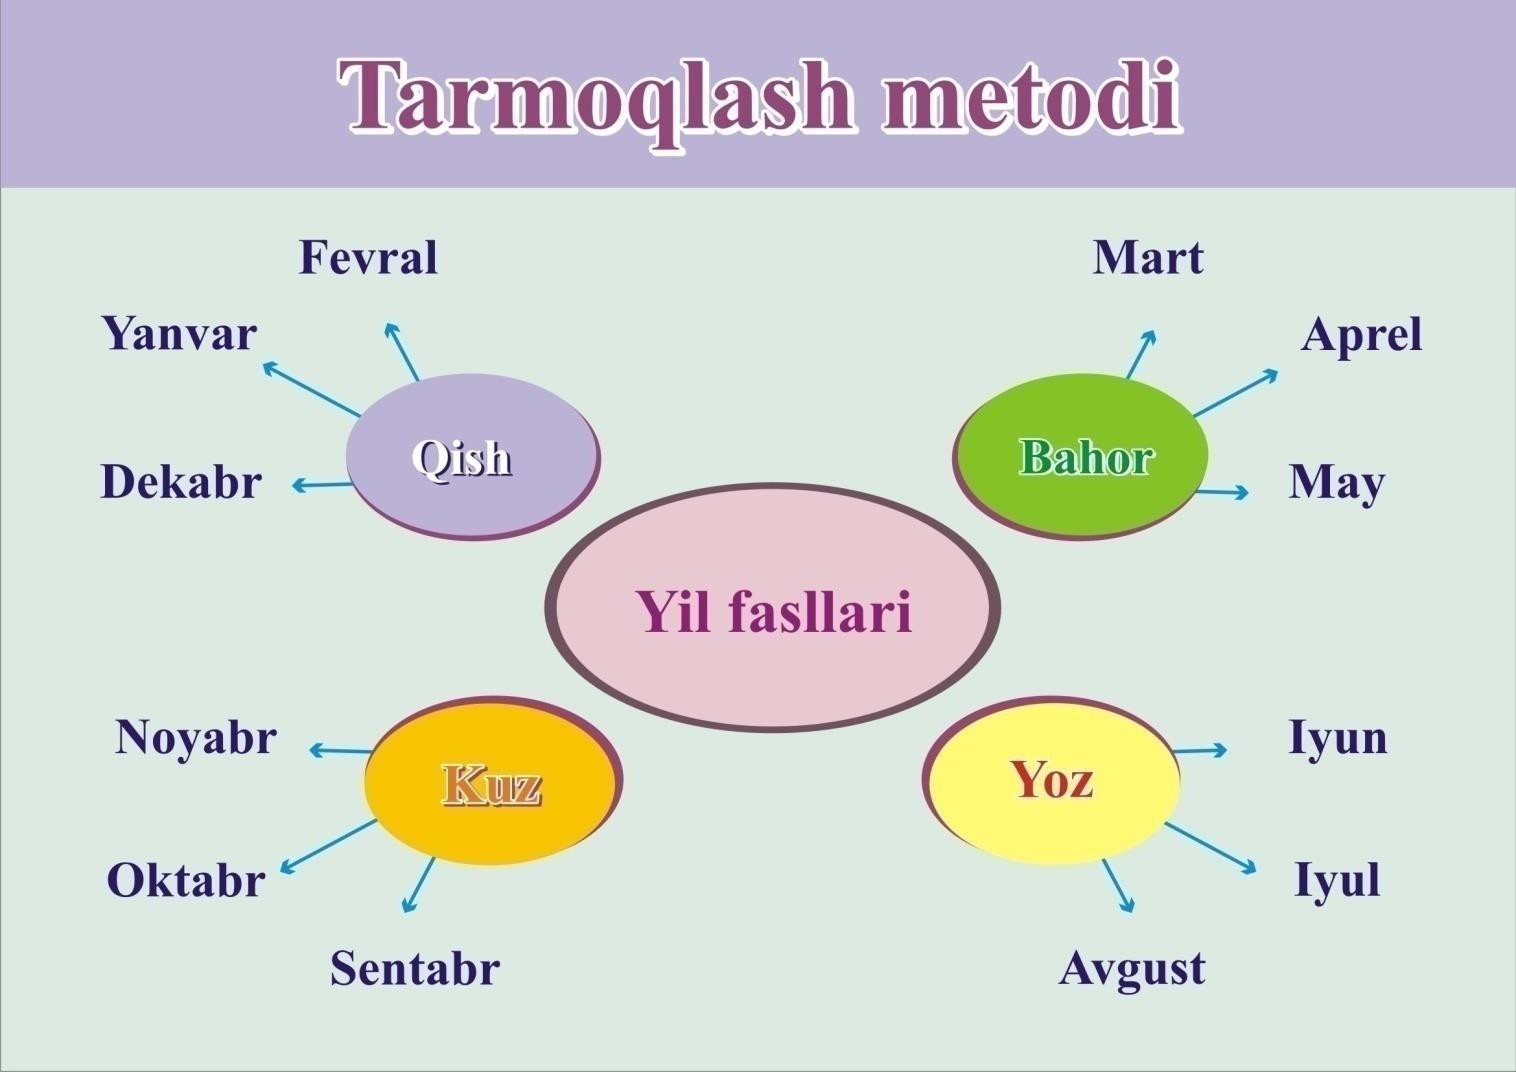 Tarmoqlash metodi
Fevral
Yanvar
Dekabr
Qish
Mart
Aprel
May
Bahor
Yil fasllari
Noyabr
Oktabr
Sentabr
Kuz
Iyun
Iyul
Avgust
Yoz